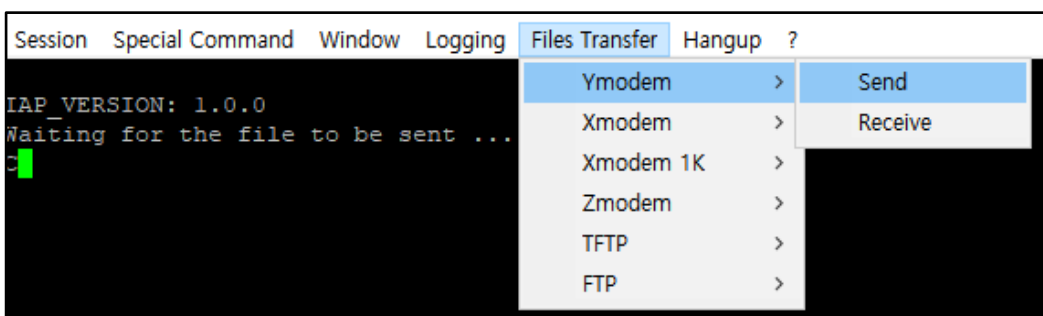 Session Special Command Window Logging Files Transfer Hangup ?
Ymodem > Send
IAP_VERSION: 1.0.0
Waiting for the file to be sent ...
Xmodem > Receive
C
Xmodem 1K >
Zmodem >
TFTP >
FTP >